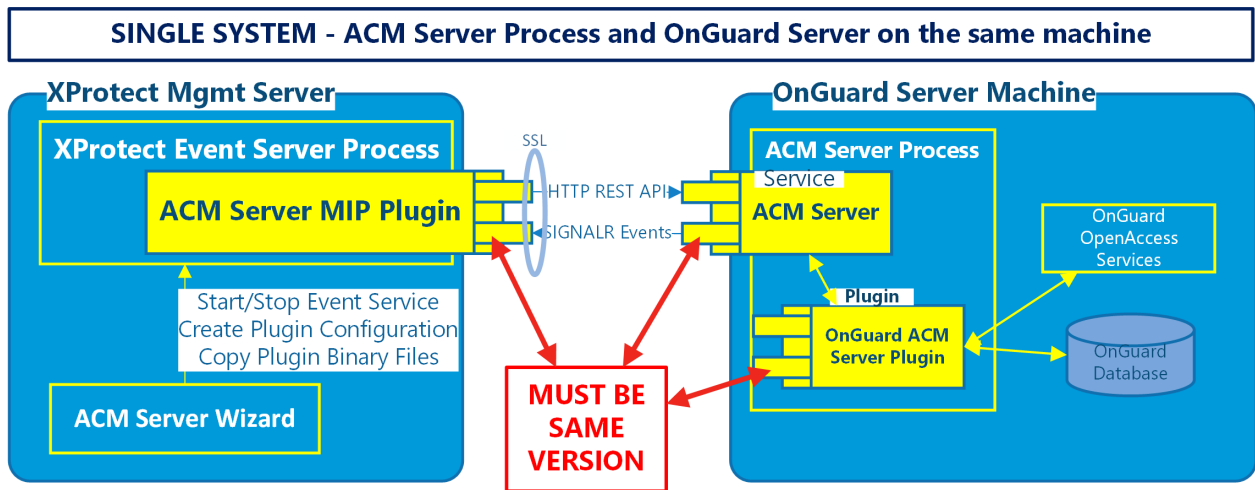 SINGLE SYSTEM - ACM Server Process and OnGuard Server on the same machine
XProtect Mgmt Server
XProtect Event Server Process
ACM Server MIP Plugin
Start/Stop Event Service
Create Plugin Configuration
Copy Plugin Binary Files
ACM Server Wizard
SSL
HTTP REST API
SIGNALR Events
MUST BE
SAME
VERSION
OnGuard Server Machine
ACM Server Process
Service
ACM Server
Plugin
OnGuard ACM
Server Plugin
OnGuard
OpenAccess
Services
OnGuard
Database